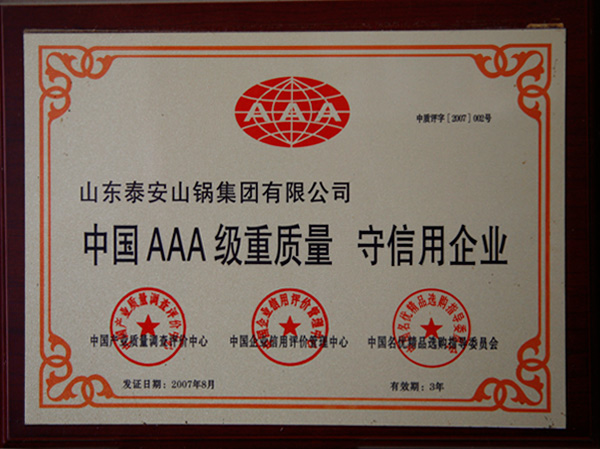 AAA
中质评字[2007]002号
山东泰安山锅集团有限公司
中国AAA级重质量 守信用企业
中国产业质量调查评价中心 中国企业信用评价管理中心 中国名优精品选购指导委员会
发证日期:2007年8月 有效期:3年